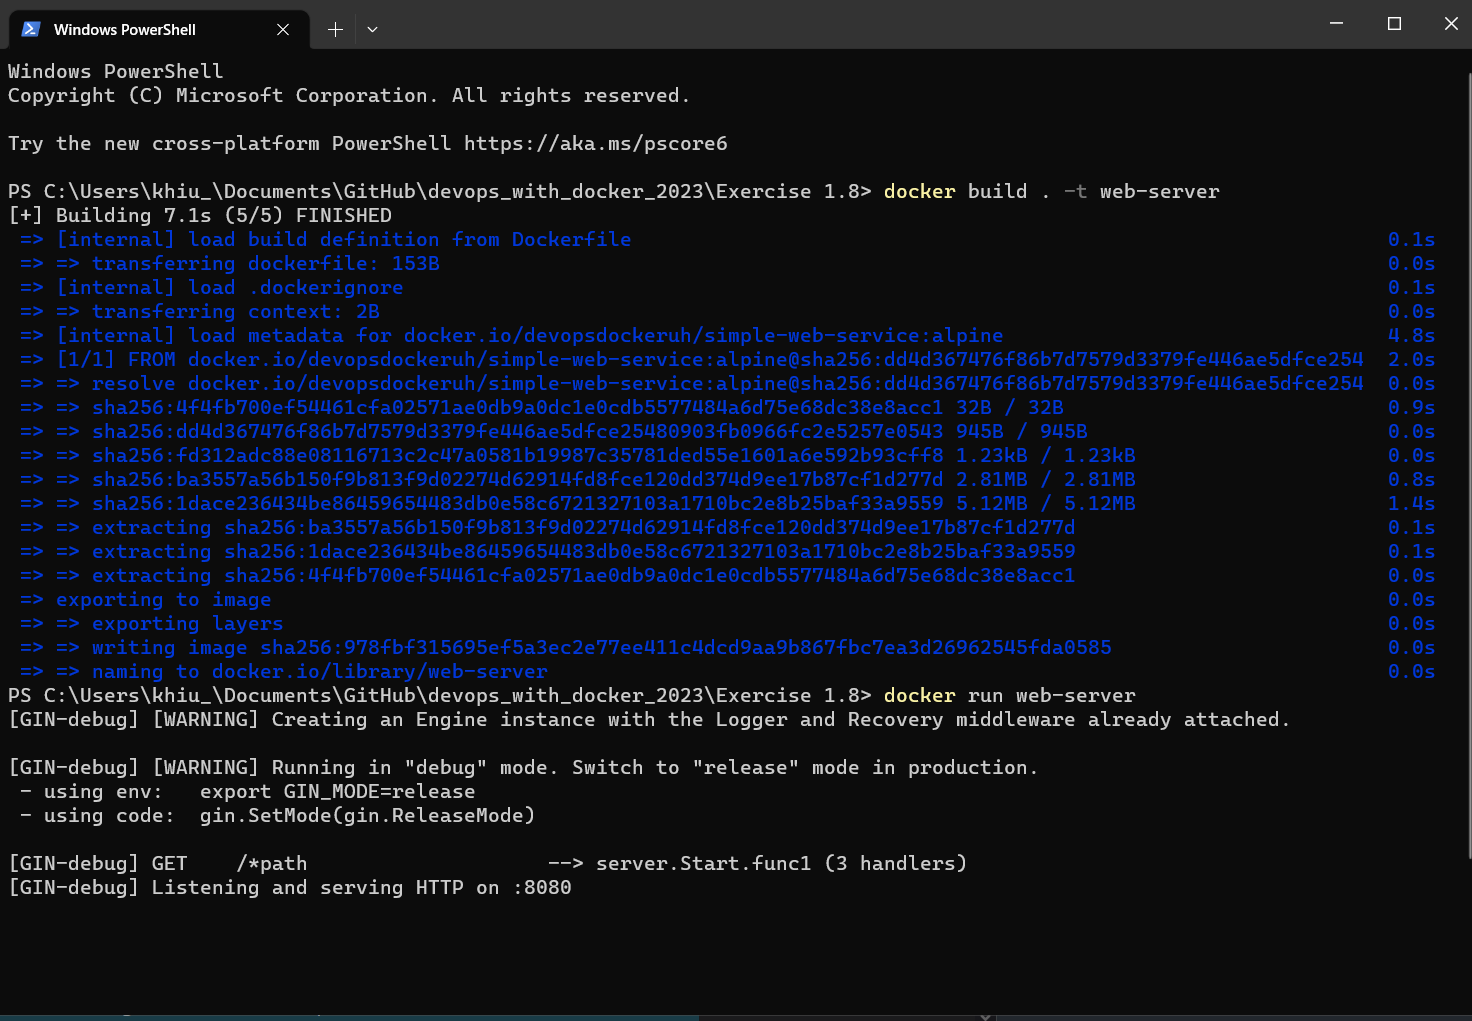 Windows PowerShell
Windows PowerShell
Copyright (C) Microsoft Corporation. All rights reserved.
Try the new cross-platform PowerShell https://aka.ms/pscore6
PS C:\Users\khiu_\Documents\GitHub\devops_with_docker_2023\Exercise 1.8> docker build . -t web-server
[+] Building 7.1s (5/5) FINISHED
=> [internal] load build definition from Dockerfile 0.1s
=> => transferring dockerfile: 153B 0.0s
=> [internal] load .dockerignore 0.1s
=> => transferring context: 2B 0.0s
=> [internal] load metadata for docker.io/devopsdockeruh/simple-web-service:alpine 4.8s
=> [1/1] FROM docker.io/devopsdockeruh/simple-web-service:alpine@sha256:dd4d367476f86b7d7579d3379fe446ae5dfce254 2.0s
=> => resolve docker.io/devopsdockeruh/simple-web-service:alpine@sha256:dd4d367476f86b7d7579d3379fe446ae5dfce254 0.0s
=> => sha256:4f4fb700ef54461cfa02571ae0db9a0dc1e0cdb5577484a6d75e68dc38e8acc1 32B / 32B 0.9s
=> => sha256:dd4d367476f86b7d7579d3379fe446ae5dfce25480903fb0966fc2e5257e0543 945B / 945B 0.0s
=> => sha256:fd312adc88e08116713c2c47a0581b19987c35781ded55e1601a6e592b93cff8 1.23kB / 1.23kB 0.0s
=> => sha256:ba3557a56b150f9b813f9d02274d62914fd8fce120dd374d9ee17b87cf1d277d 2.81MB / 2.81MB 0.8s
=> => sha256:1dace236434be86459654483db0e58c6721327103a1710bc2e8b25baf33a9559 5.12MB / 5.12MB 1.4s
=> => extracting sha256:ba3557a56b150f9b813f9d02274d62914fd8fce120dd374d9ee17b87cf1d277d 0.1s
=> => extracting sha256:1dace236434be86459654483db0e58c6721327103a1710bc2e8b25baf33a9559 0.1s
=> => extracting sha256:4f4fb700ef54461cfa02571ae0db9a0dc1e0cdb5577484a6d75e68dc38e8acc1 0.0s
=> exporting to image 0.0s
=> => exporting layers 0.0s
=> => writing image sha256:978fbf315695ef5a3ec2e77ee411c4dcd9aa9b867fbc7ea3d26962545fda0585 0.0s
=> => naming to docker.io/library/web-server 0.0s
PS C:\Users\khiu_\Documents\GitHub\devops_with_docker_2023\Exercise 1.8> docker run web-server
[GIN-debug] [WARNING] Creating an Engine instance with the Logger and Recovery middleware already attached.
[GIN-debug] [WARNING] Running in "debug" mode. Switch to "release" mode in production.
- using env: export GIN_MODE=release
- using code: gin.SetMode(gin.ReleaseMode)
[GIN-debug] GET /*path --> server.Start.func1 (3 handlers)
[GIN-debug] Listening and serving HTTP on :8080